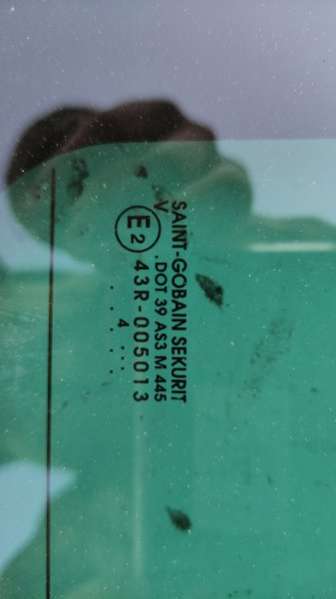 SAINT-GOBAIN SEKURIT
-V .DOT 39 AS3 M 445
E2 43R-005013
. . 4 . . .
. . . . . .